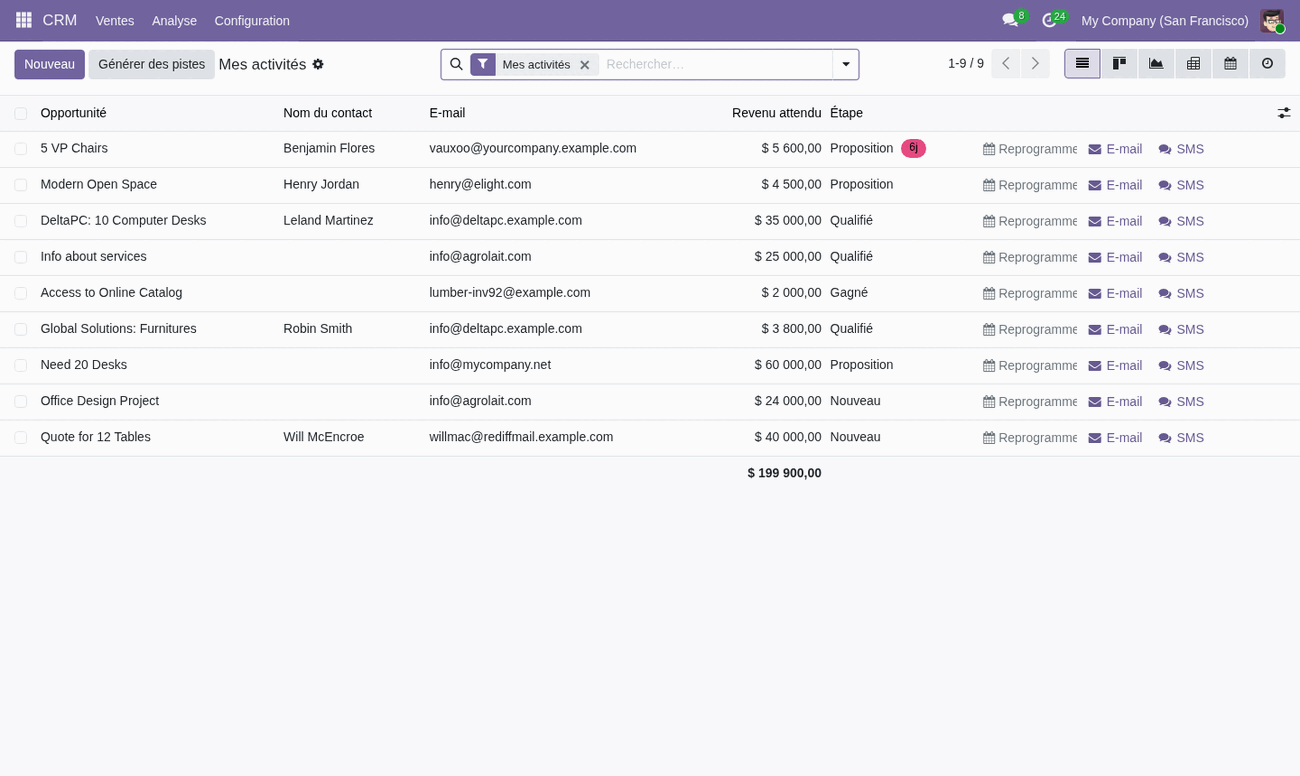 CRM Ventes Analyse Configuration 8 24 My Company (San Francisco)
Nouveau Générer des pistes Mes activités Mes activités Rechercher... 1-9 / 9
Opportunité Nom du contact E-mail Revenu attendu Étape
5 VP Chairs Benjamin Flores vauxoo@yourcompany.example.com $ 5 600,00 Proposition 6j Reprogramme E-mail SMS
Modern Open Space Henry Jordan henry@elight.com $ 4 500,00 Proposition Reprogramme E-mail SMS
DeltaPC: 10 Computer Desks Leland Martinez info@deltapc.example.com $ 35 000,00 Qualifié Reprogramme E-mail SMS
Info about services info@agrolait.com $ 25 000,00 Qualifié Reprogramme E-mail SMS
Access to Online Catalog lumber-inv92@example.com $ 2 000,00 Gagné Reprogramme E-mail SMS
Global Solutions: Furnitures Robin Smith info@deltapc.example.com $ 3 800,00 Qualifié Reprogramme E-mail SMS
Need 20 Desks info@mycompany.net $ 60 000,00 Proposition Reprogramme E-mail SMS
Office Design Project info@agrolait.com $ 24 000,00 Nouveau Reprogramme E-mail SMS
Quote for 12 Tables Will McEncroe willmac@rediffmail.example.com $ 40 000,00 Nouveau Reprogramme E-mail SMS
$ 199 900,00